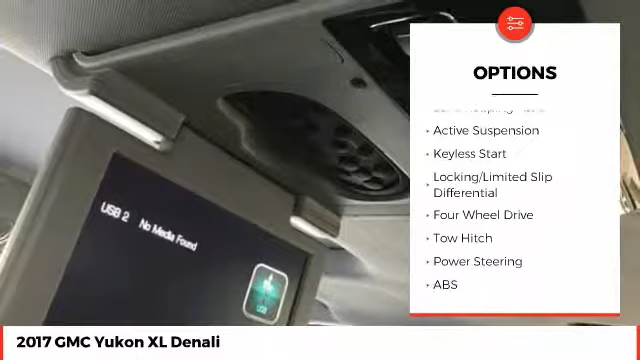 OPTIONS
Active Suspension
Keyless Start
Locking/Limited Slip
Differential
Four Wheel Drive
Tow Hitch
Power Steering
ABS
USB 2 No Media Found
USB
2017 GMC Yukon XL Denali